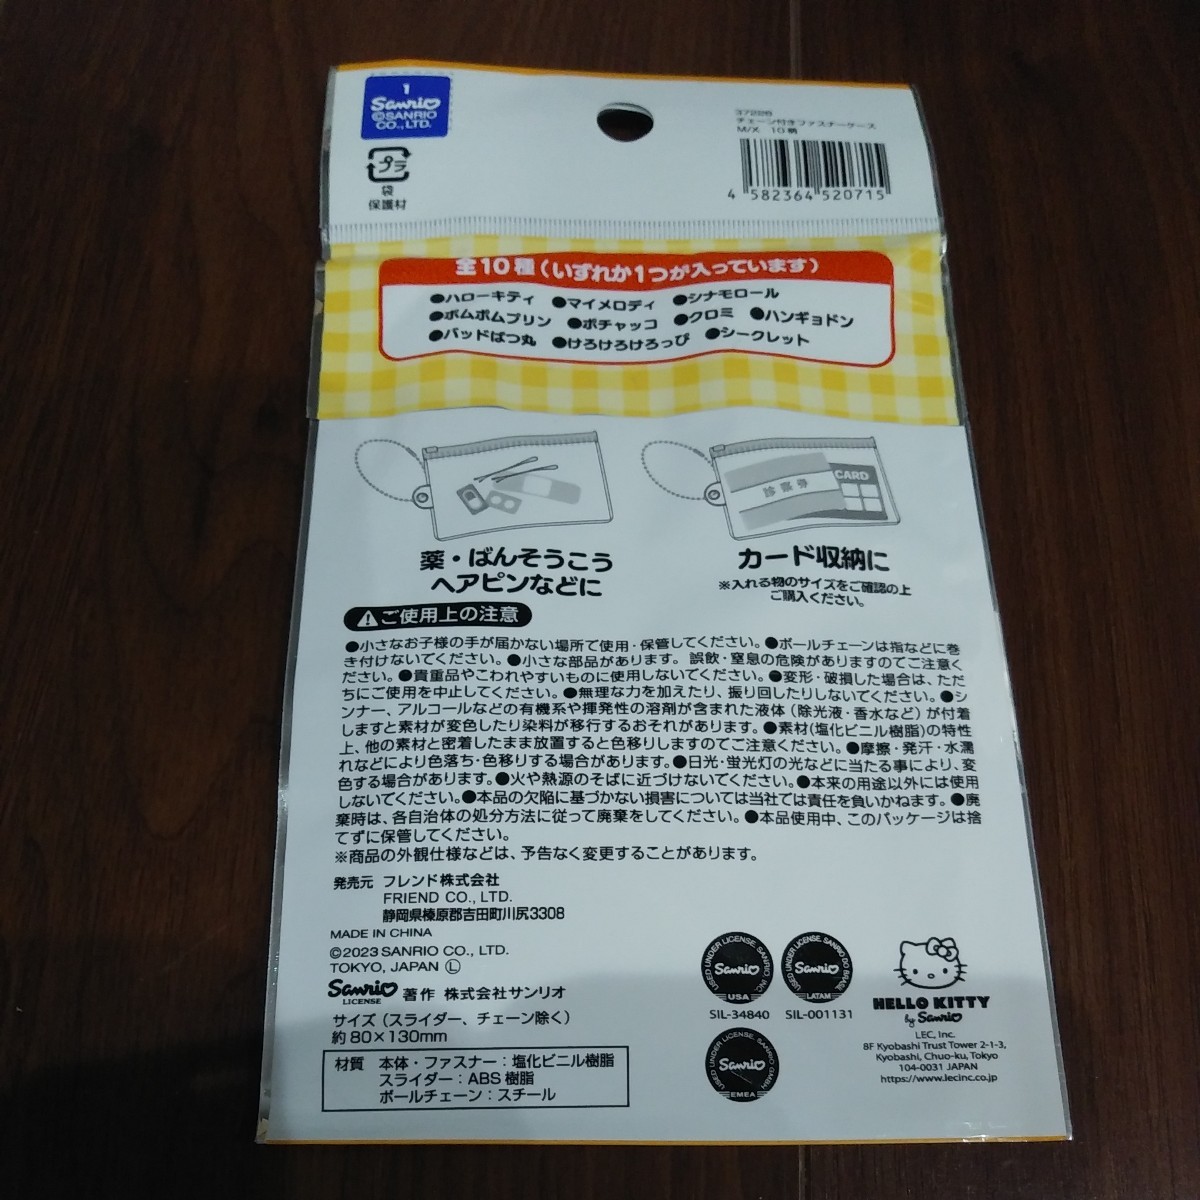 1
Sanrio
©SANRIO
CO., LTD.
プラ
袋
保護材
チェーン付きファスナーケース
M/X 10柄
4 582364 520715
全10種(いずれか1つが入っています)
●ハローキティ ●マイメロディ ●シナモロール
●ポムポムプリン ●ポチャッコ ●クロミ ●ハンギョドン
●バッドばつ丸 ●けろけろけろっぴ ●シークレット
診察券
CARD
薬・ばんそうこう
ヘアピンなどに
カード収納に
※入れる物のサイズをご確認の上
ご購入ください。
ご使用上の注意
●小さなお子様の手が届かない場所で使用・保管してください。●ボールチェーンは指などに巻
き付けないでください。●小さな部品があります。誤飲・窒息の危険がありますのでご注意く
ださい。●貴重品やこわれやすいものに使用しないでください。●変形・破損した場合は、ただ
ちにご使用を中止してください。●無理な力を加えたり、振り回したりしないでください。●シ
ンナー、アルコールなどの有機系や揮発性の溶剤が含まれた液体(除光液・香水など)が付着
しますと素材が変色したり染料が移行するおそれがあります。●素材(塩化ビニル樹脂)の特性
上、他の素材と密着したまま放置すると色移りしますのでご注意ください。●摩擦・発汗・水濡
れなどにより色落ち・色移りする場合があります。●日光・蛍光灯の光などに当たる事により、変
色する場合があります。●火や熱源のそばに近づけないでください。●本来の用途以外には使用
しないでください。●本品の欠陥に基づかない損害については当社では責任を負いかねます。●廃
棄時は、各自治体の処分方法に従って廃棄をしてください。●本品使用中、このパッケージは捨
てずに保管してください。
※商品の外観仕様などは、予告なく変更することがあります。
発売元 フレンド株式会社
FRIEND CO., LTD.
静岡県榛原郡吉田町川尻3308
MADE IN CHINA
©2023 SANRIO CO., LTD.
TOKYO, JAPAN Ⓛ
Sanrio LICENSE 著作 株式会社サンリオ
サイズ(スライダー、チェーン除く)
約80×130mm
材質 本体・ファスナー:塩化ビニル樹脂
スライダー:ABS樹脂
ボールチェーン:スチール
USED UNDER LICENSE. SANRIO, INC.
Sanrio
USA
SIL-34840
USED UNDER LICENSE. SANRIO DO BRASIL
Sanrio
LATAM
SIL-001131
USED UNDER LICENSE. SANRIO GMBH
Sanrio
EMEA
HELLO KITTY
by Sanrio
LEC, Inc.
8F Kyobashi Trust Tower 2-1-3,
Kyobashi, Chuo-ku, Tokyo
104-0031 JAPAN
https://www.lecinc.co.jp